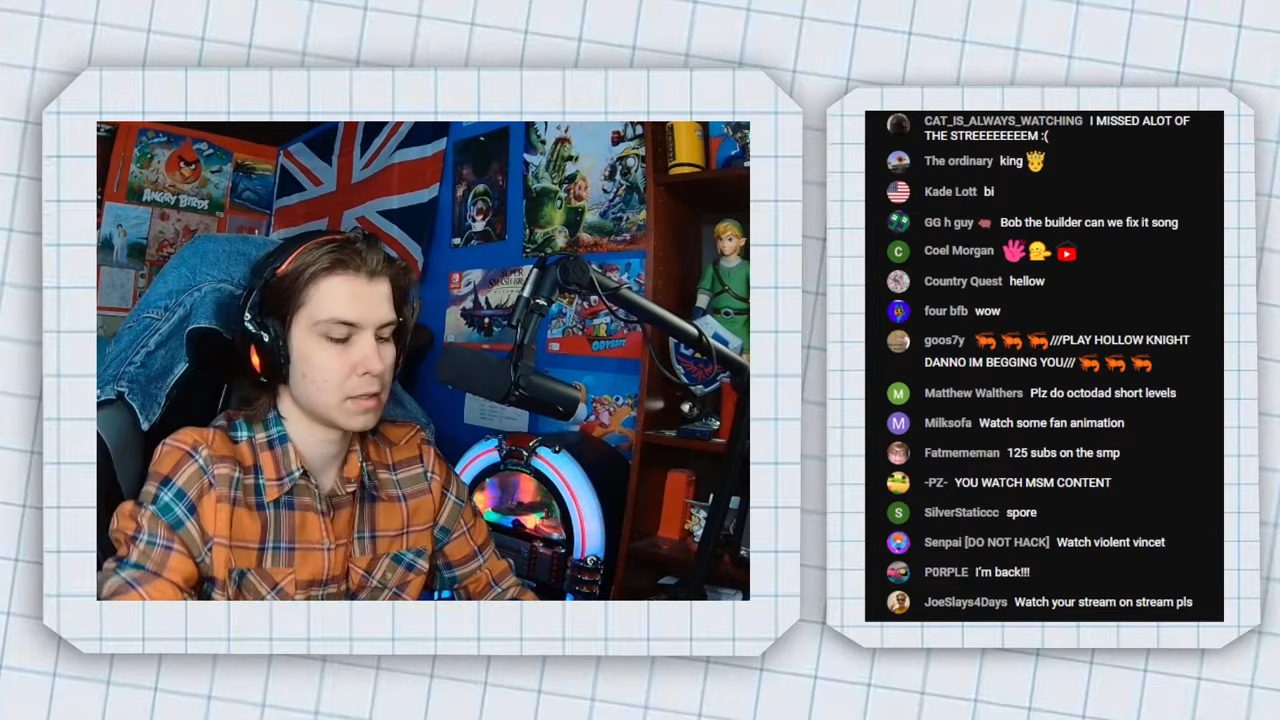 ANGRY BIRDS
SUPER
SMASH BROS
ODYSSEY
CAT_IS_ALWAYS_WATCHING I MISSED ALOT OF
THE STREEEEEEEM :(
The ordinary king 🤴
Kade Lott bi
GG h guy Bob the builder can we fix it song
Coel Morgan
Country Quest hellow
four bfb wow
goos7y 🦐🦐🦐///PLAY HOLLOW KNIGHT
DANNO IM BEGGING YOU/// 🦐🦐🦐
M Matthew Walthers Plz do octodad short levels
M Milksofa Watch some fan animation
Fatmememan 125 subs on the smp
-PZ- YOU WATCH MSM CONTENT
S SilverStaticcc spore
Senpai [DO NOT HACK] Watch violent vincet
P0RPLE I'm back!!!
JoeSlays4Days Watch your stream on stream pls